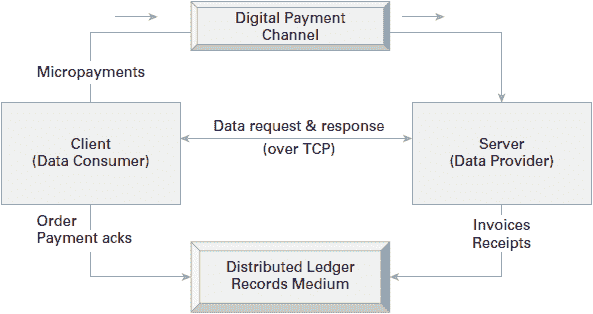 Digital Payment
Channel
Micropayments
Client
(Data Consumer)
Data request & response
(over TCP)
Server
(Data Provider)
Order
Payment acks
Invoices
Receipts
Distributed Ledger
Records Medium